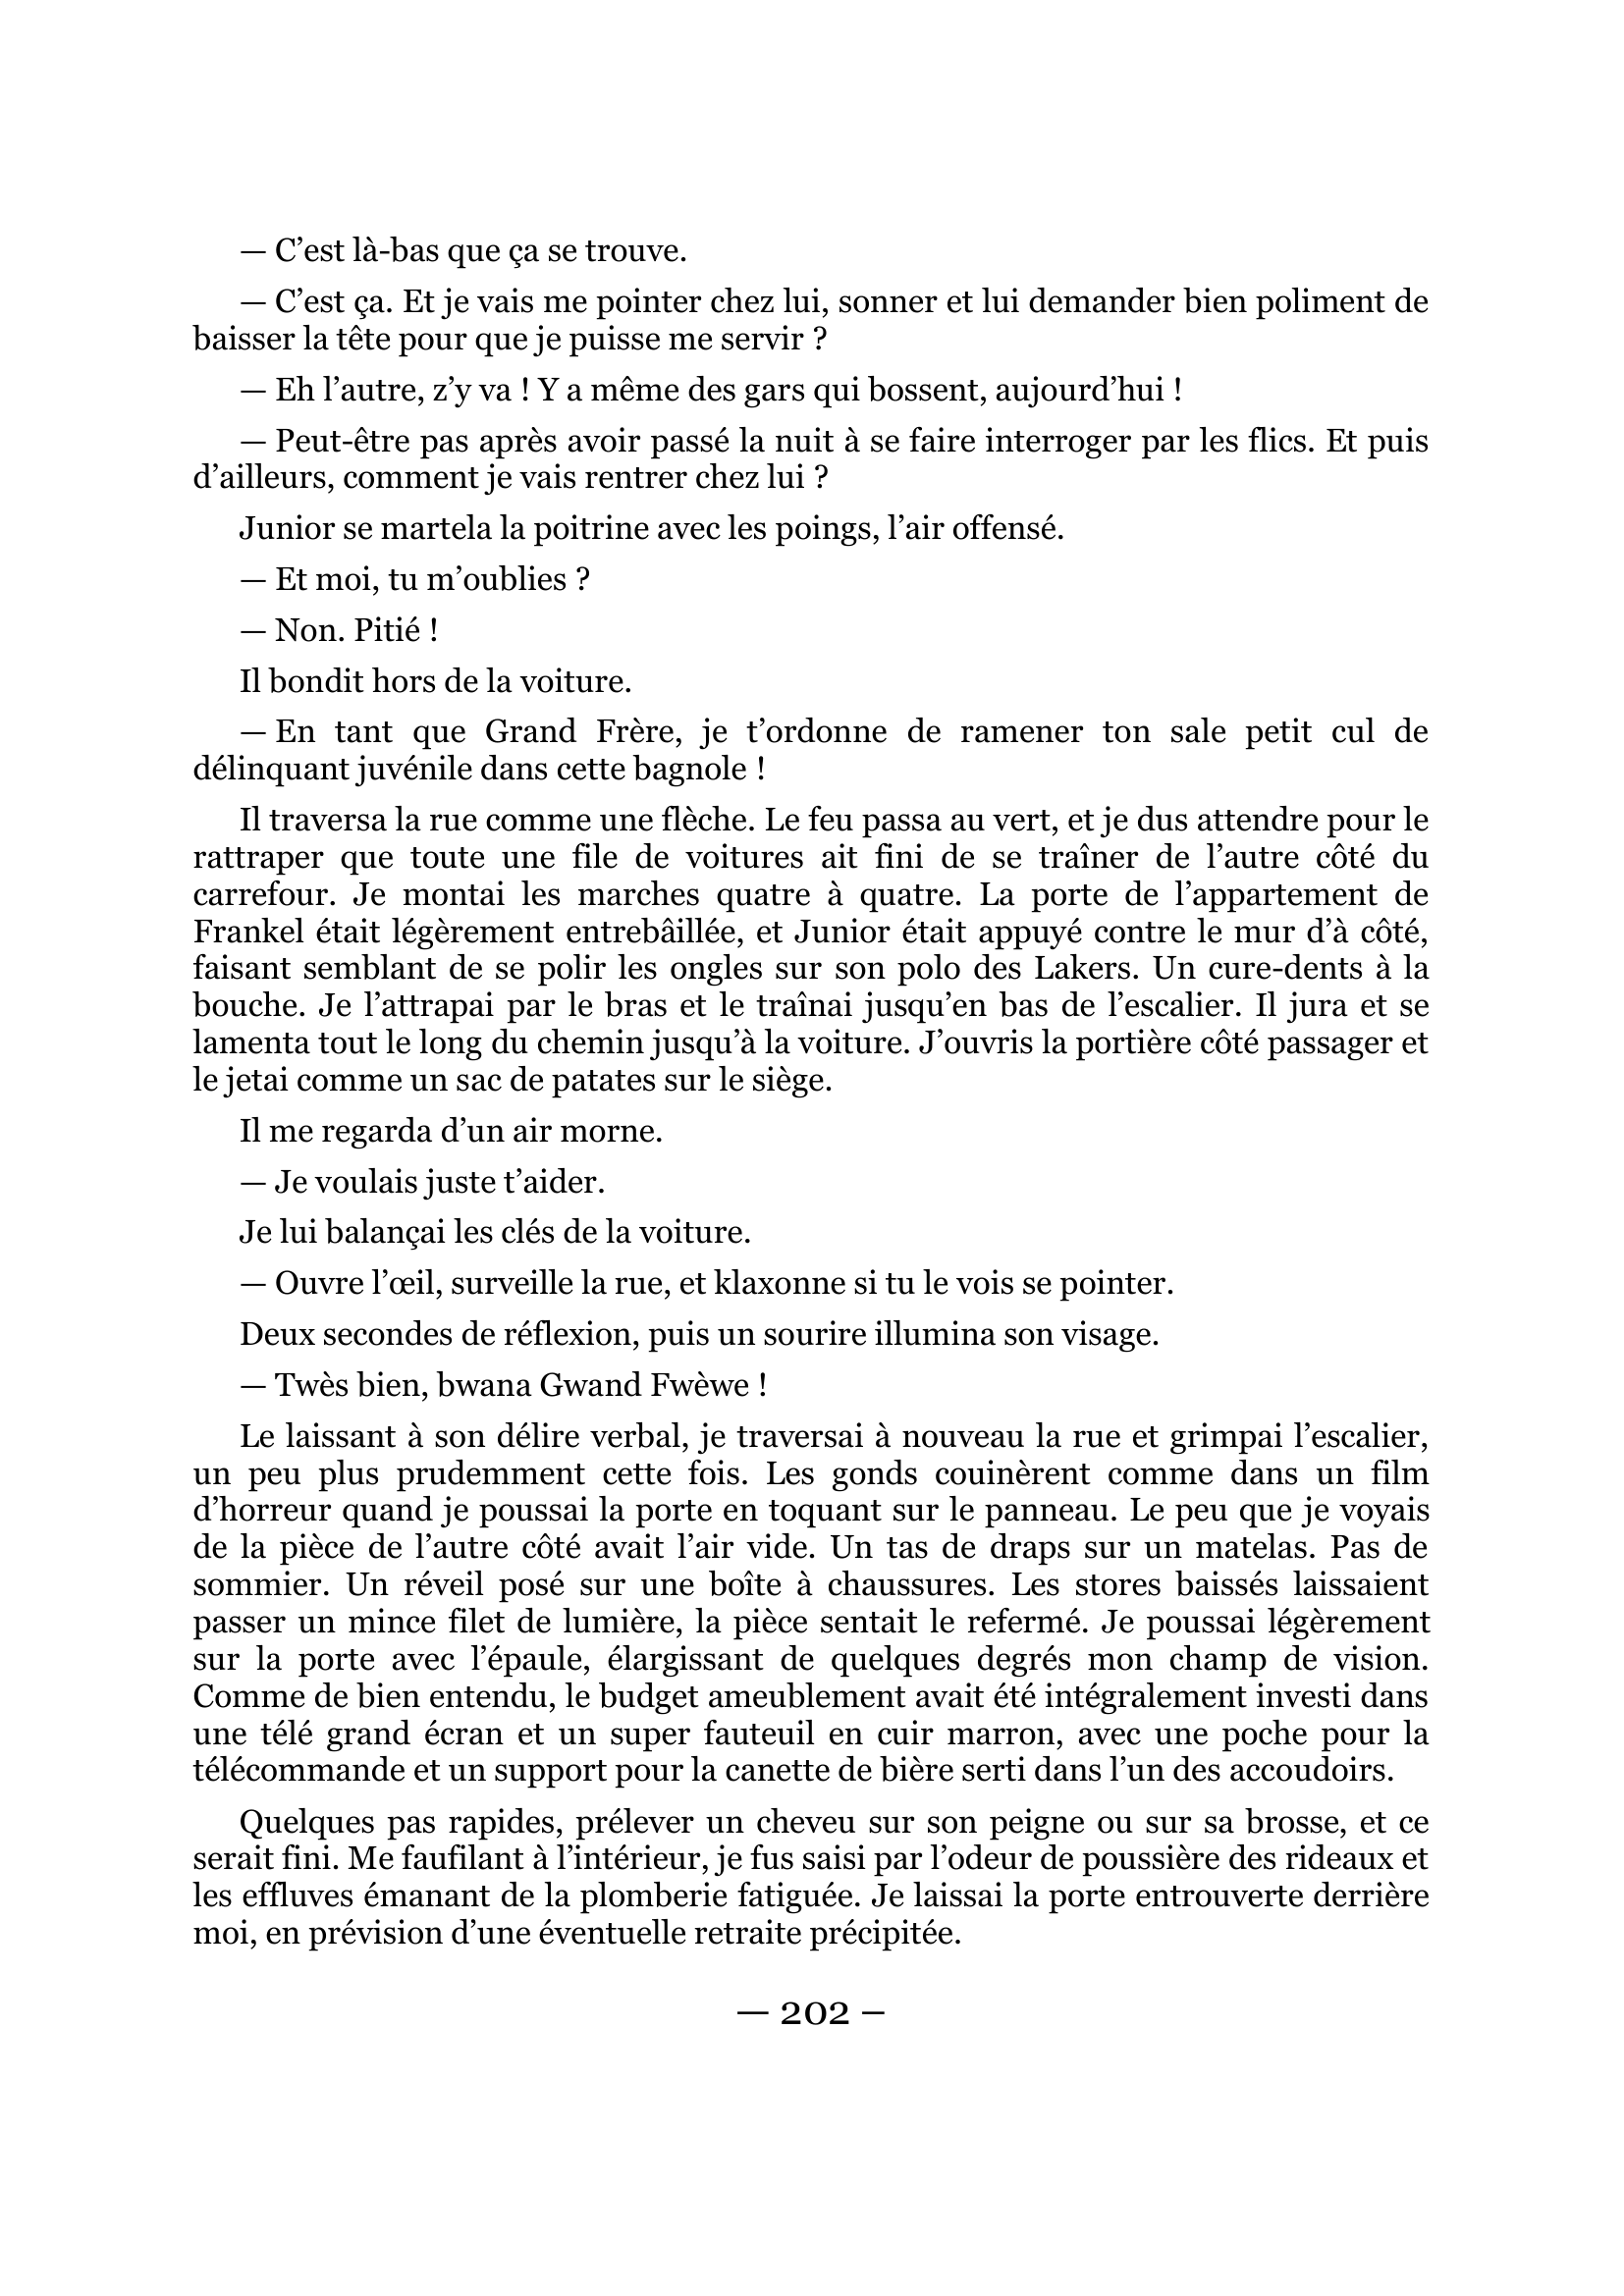 — C’est là-bas que ça se trouve.
— C’est ça. Et je vais me pointer chez lui, sonner et lui demander bien poliment de
baisser la tête pour que je puisse me servir ?
— Eh l’autre, z’y va ! Y a même des gars qui bossent, aujourd’hui !
— Peut-être pas après avoir passé la nuit à se faire interroger par les flics. Et puis
d’ailleurs, comment je vais rentrer chez lui ?
Junior se martela la poitrine avec les poings, l’air offensé.
— Et moi, tu m’oublies ?
— Non. Pitié !
Il bondit hors de la voiture.
— En tant que Grand Frère, je t’ordonne de ramener ton sale petit cul de
délinquant juvénile dans cette bagnole !
Il traversa la rue comme une flèche. Le feu passa au vert, et je dus attendre pour le
rattraper que toute une file de voitures ait fini de se traîner de l’autre côté du
carrefour. Je montai les marches quatre à quatre. La porte de l’appartement de
Frankel était légèrement entrebâillée, et Junior était appuyé contre le mur d’à côté,
faisant semblant de se polir les ongles sur son polo des Lakers. Un cure-dents à la
bouche. Je l’attrapai par le bras et le traînai jusqu’en bas de l’escalier. Il jura et se
lamenta tout le long du chemin jusqu’à la voiture. J’ouvris la portière côté passager et
le jetai comme un sac de patates sur le siège.
Il me regarda d’un air morne.
— Je voulais juste t’aider.
Je lui balançai les clés de la voiture.
— Ouvre l’œil, surveille la rue, et klaxonne si tu le vois se pointer.
Deux secondes de réflexion, puis un sourire illumina son visage.
— Twès bien, bwana Gwand Fwèwe !
Le laissant à son délire verbal, je traversai à nouveau la rue et grimpai l’escalier,
un peu plus prudemment cette fois. Les gonds couinèrent comme dans un film
d’horreur quand je poussai la porte en toquant sur le panneau. Le peu que je voyais
de la pièce de l’autre côté avait l’air vide. Un tas de draps sur un matelas. Pas de
sommier. Un réveil posé sur une boîte à chaussures. Les stores baissés laissaient
passer un mince filet de lumière, la pièce sentait le refermé. Je poussai légèrement
sur la porte avec l’épaule, élargissant de quelques degrés mon champ de vision.
Comme de bien entendu, le budget ameublement avait été intégralement investi dans
une télé grand écran et un super fauteuil en cuir marron, avec une poche pour la
télécommande et un support pour la canette de bière serti dans l’un des accoudoirs.
Quelques pas rapides, prélever un cheveu sur son peigne ou sur sa brosse, et ce
serait fini. Me faufilant à l’intérieur, je fus saisi par l’odeur de poussière des rideaux et
les effluves émanant de la plomberie fatiguée. Je laissai la porte entrouverte derrière
moi, en prévision d’une éventuelle retraite précipitée.
— 202 –